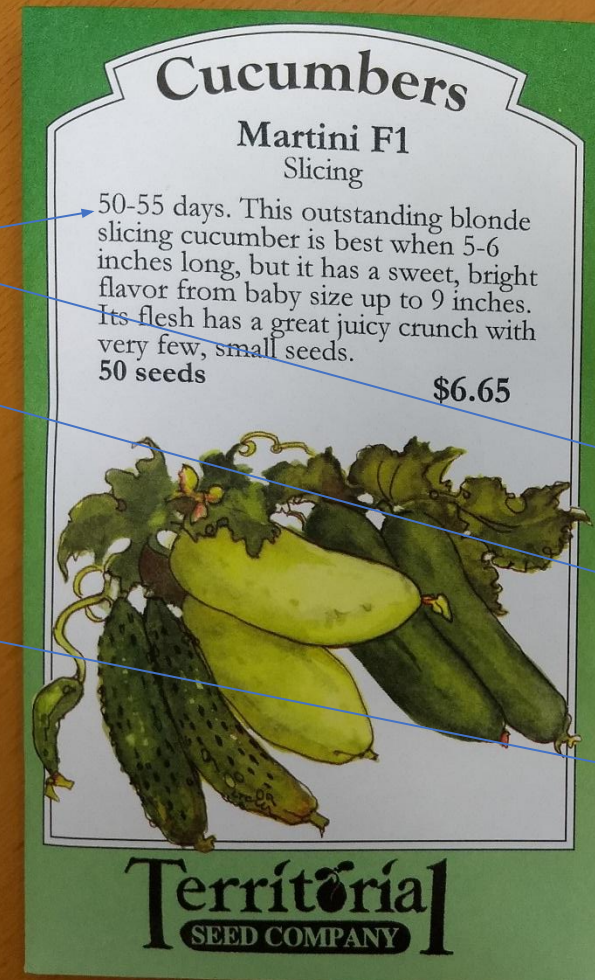 Cucumbers
Martini F1
Slicing
50-55 days. This outstanding blonde
slicing cucumber is best when 5-6
inches long, but it has a sweet, bright
flavor from baby size up to 9 inches.
Its flesh has a great juicy crunch with
very few, small seeds.
50 seeds
$6.65
Territorial
SEED COMPANY